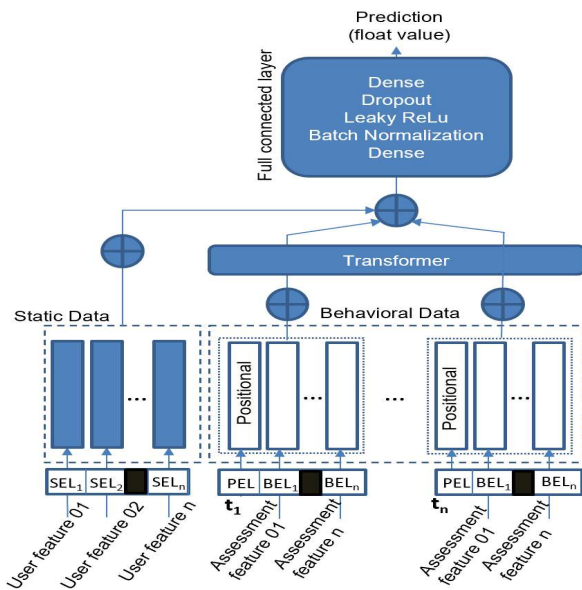 Prediction
(float value)
Full connected layer
Dense
Dropout
Leaky ReLu
Batch Normalization
Dense
Transformer
Static Data
Behavioral Data
...
Positional
...
...
Positional
...
SEL1 SEL2 SELn
PEL BEL1 BELn
PEL BEL1 BELn
t1
tn
User feature 01
User feature 02
User feature n
Assessment
feature 01
Assessment
feature n
Assessment
feature 01
Assessment
feature n